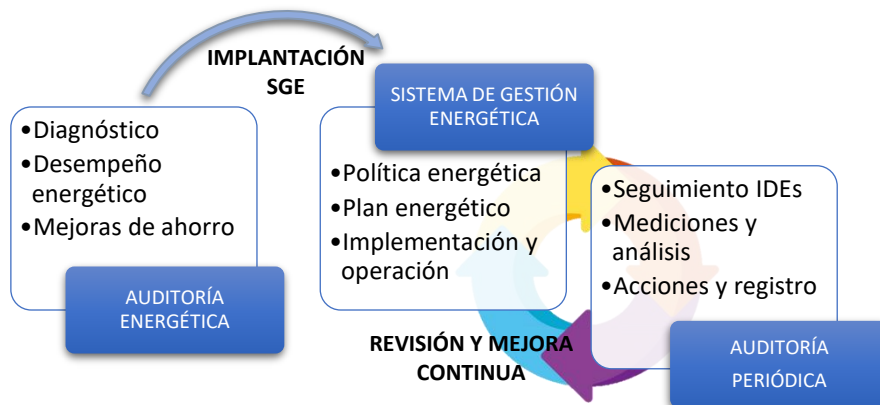 IMPLANTACIÓN
SGE
•Diagnóstico
•Desempeño
energético
•Mejoras de ahorro
AUDITORÍA
ENERGÉTICA
SISTEMA DE GESTIÓN
ENERGÉTICA
•Política energética
•Plan energético
•Implementación y
operación
•Seguimiento IDEs
•Mediciones y
análisis
•Acciones y registro
REVISIÓN Y MEJORA
CONTINUA
AUDITORÍA
PERIÓDICA